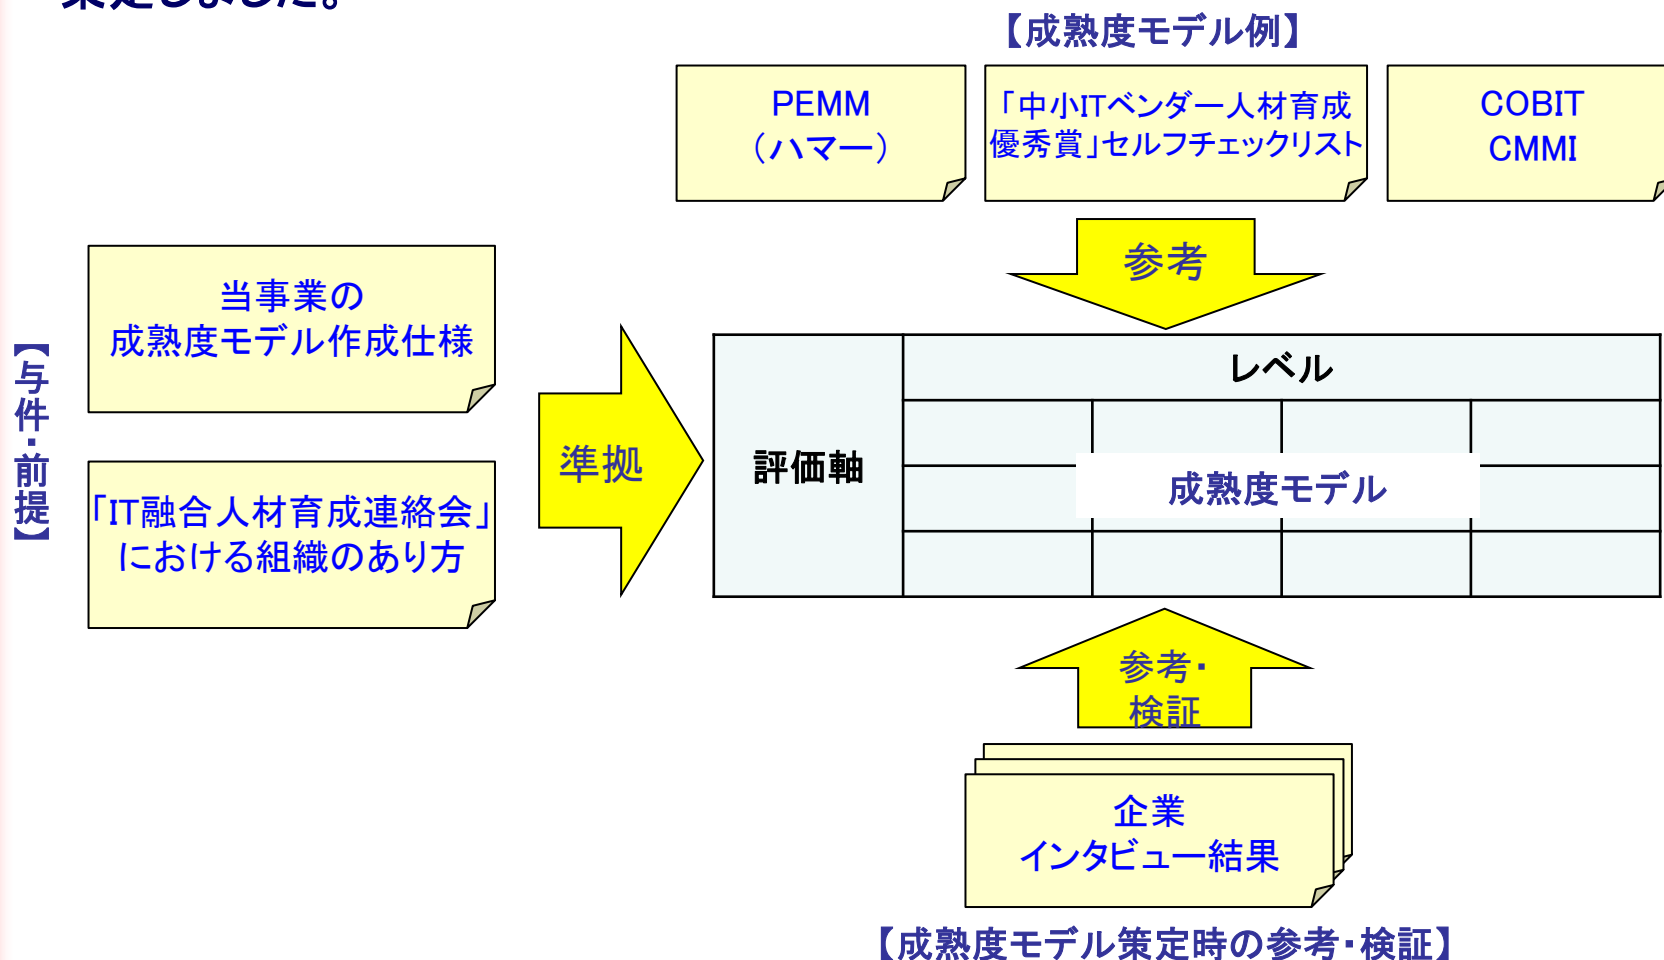 策定しました。
【成熟度モデル例】
PEMM
（ハマー）
「中小ITベンダー人材育成
優秀賞」セルフチェックリスト
COBIT
CMMI
参考
【与件・前提】
当事業の
成熟度モデル作成仕様
「IT融合人材育成連絡会」
における組織のあり方
準拠
レベル
評価軸
成熟度モデル
参考・
検証
企業
インタビュー結果
【成熟度モデル策定時の参考・検証】